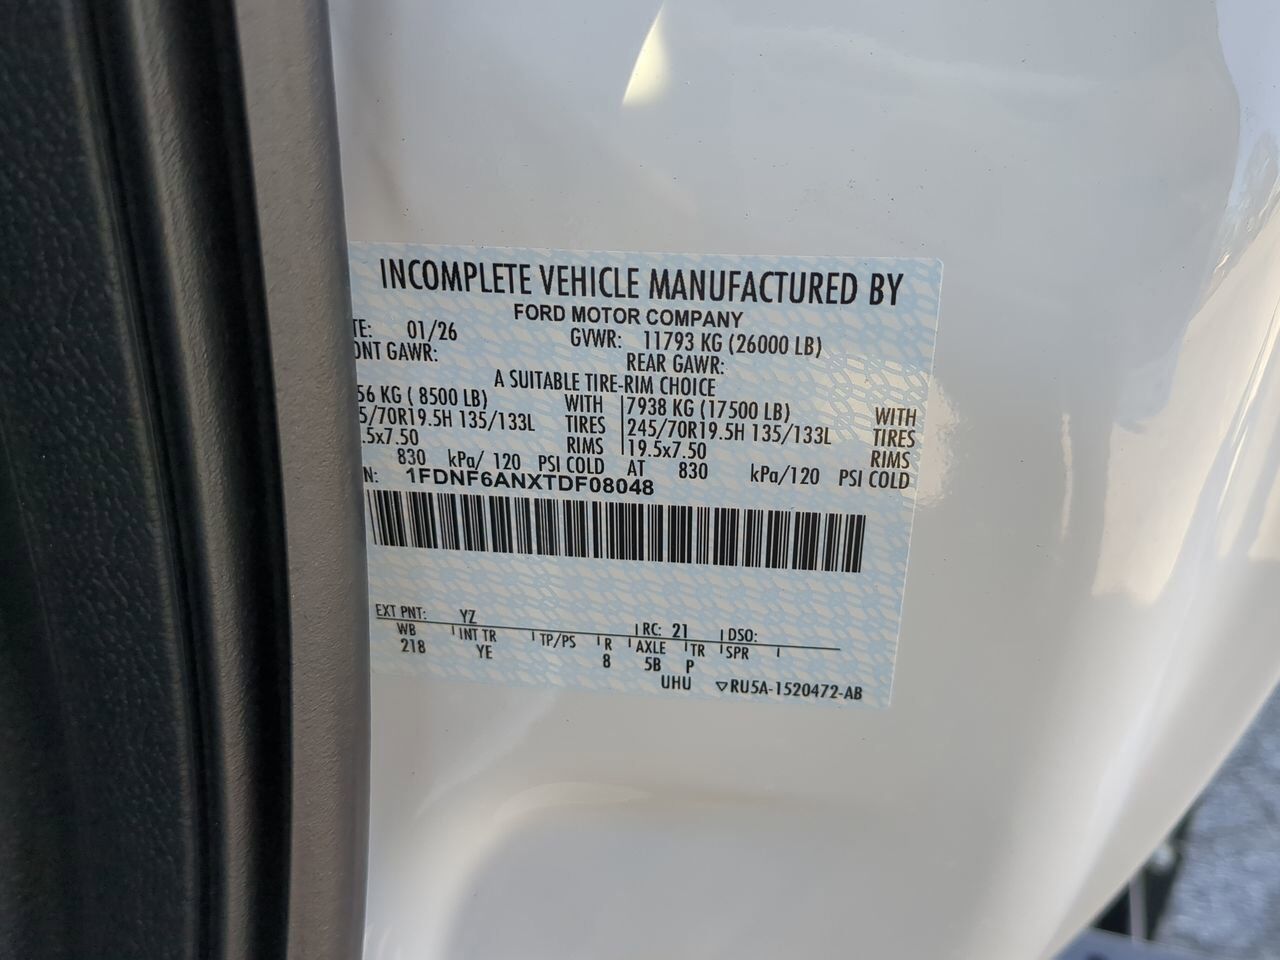 INCOMPLETE VEHICLE MANUFACTURED BY
FORD MOTOR COMPANY
TE: 01/26 GVWR: 11793 KG (26000 LB)
ONT GAWR: REAR GAWR:
A SUITABLE TIRE-RIM CHOICE
56 KG ( 8500 LB) WITH 7938 KG (17500 LB) WITH
5/70R19.5H 135/133L TIRES 245/70R19.5H 135/133L TIRES
.5x7.50 RIMS 19.5x7.50 RIMS
830 kPa/ 120 PSI COLD AT 830 kPa/120 PSI COLD
N: 1FDNF6ANXTDF08048
EXT PNT: YZ RC: 21 DSO:
WB INT TR TP/PS R AXLE TR SPR
218 YE 8 5B P
UHU ▽RU5A-1520472-AB